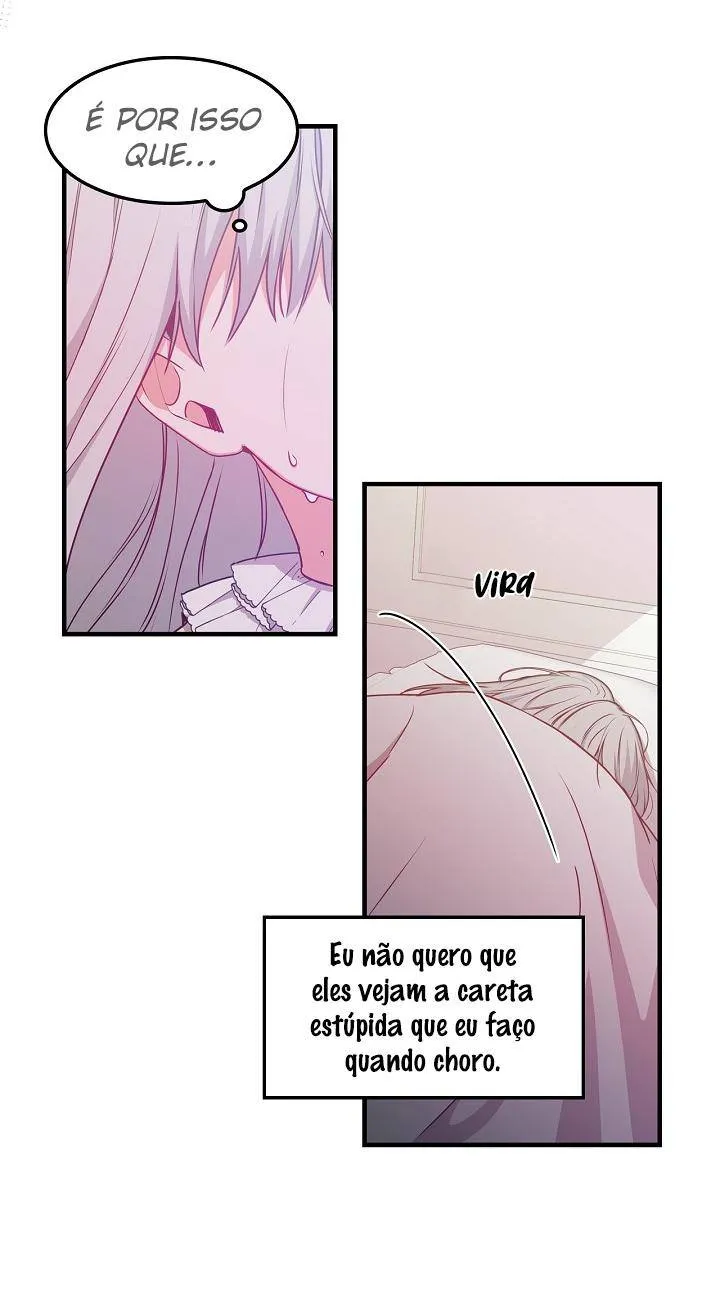 É POR ISSO
QUE...
VIRA
Eu não quero que
eles vejam a careta
estúpida que eu faço
quando choro.